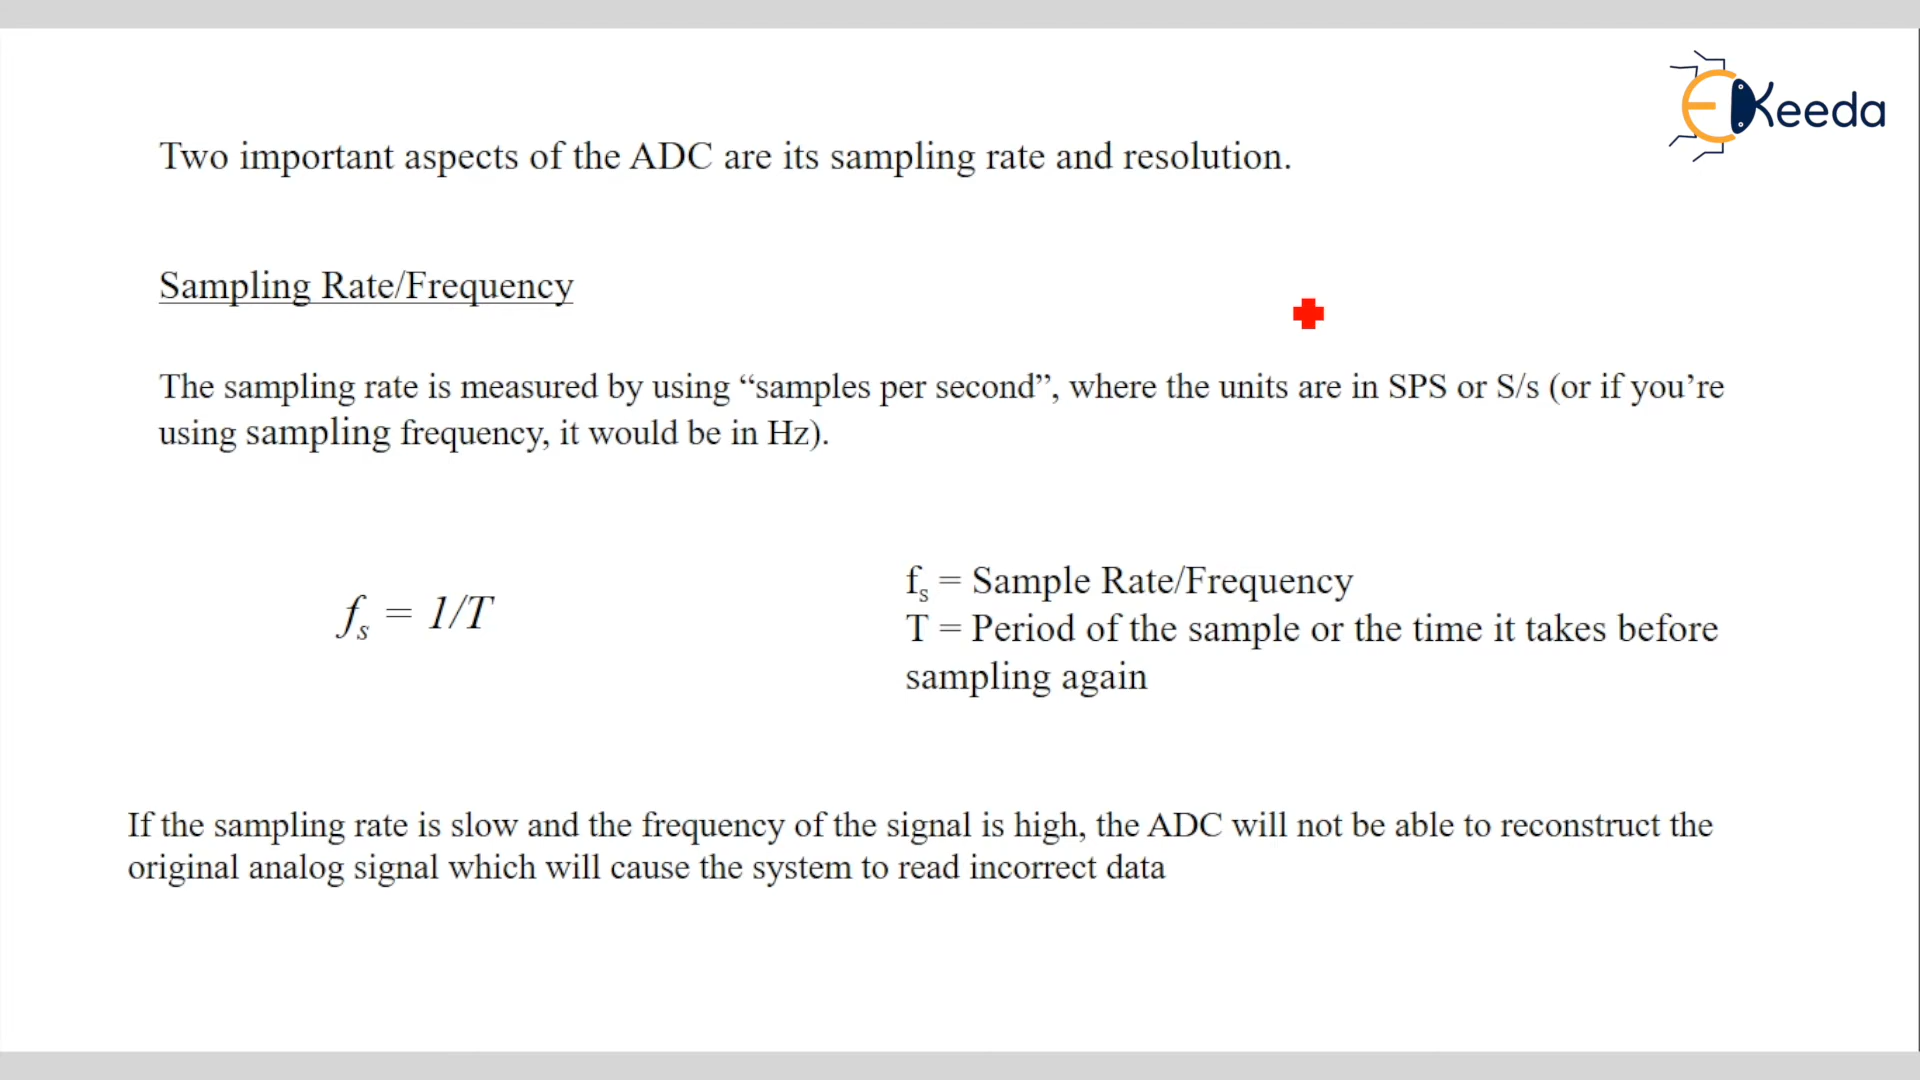 Keeda
Two important aspects of the ADC are its sampling rate and resolution.
Sampling Rate/Frequency
The sampling rate is measured by using “samples per second”, where the units are in SPS or S/s (or if you’re
using sampling frequency, it would be in Hz).
fₛ = 1/T
fₛ = Sample Rate/Frequency
T = Period of the sample or the time it takes before
sampling again
If the sampling rate is slow and the frequency of the signal is high, the ADC will not be able to reconstruct the
original analog signal which will cause the system to read incorrect data